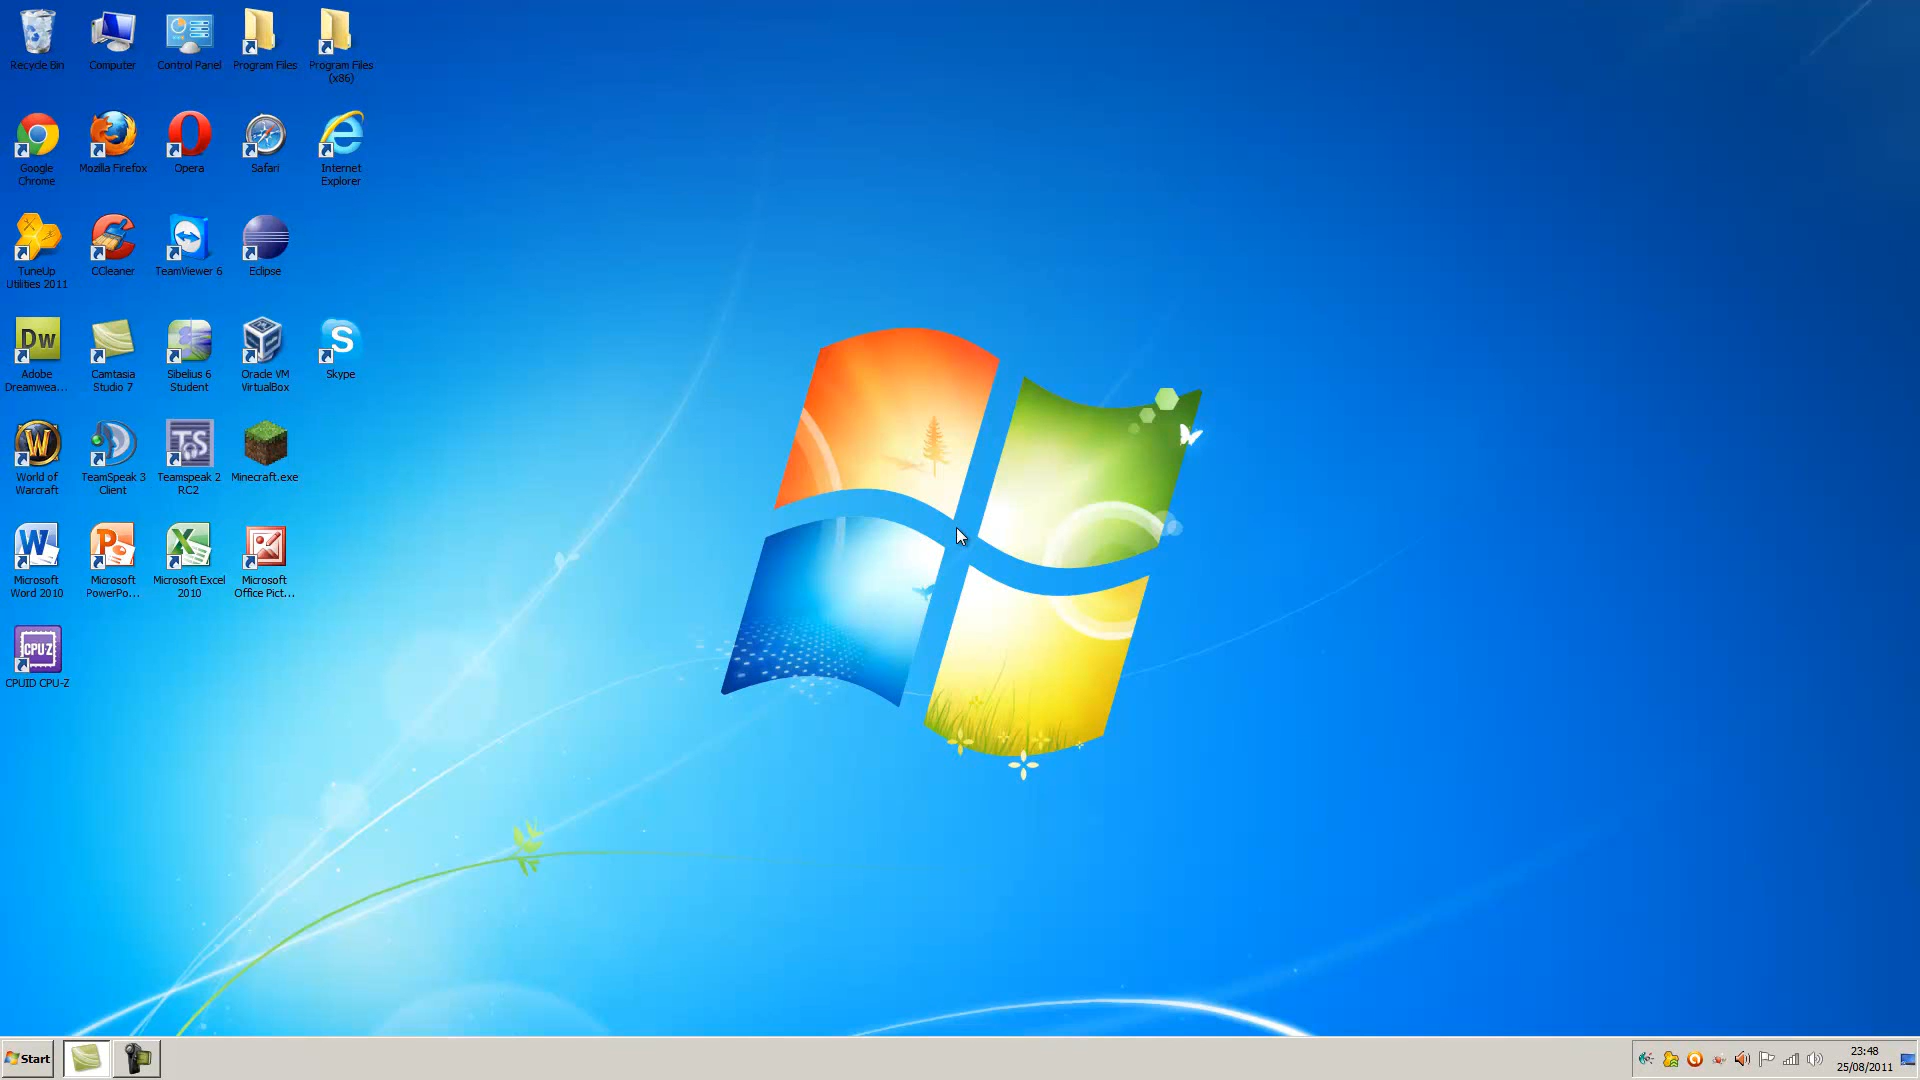 Recycle Bin
Computer
Control Panel
Program Files
Program Files
(x86)
Google
Chrome
Mozilla Firefox
Opera
Safari
Internet
Explorer
TuneUp
Utilities 2011
CCleaner
TeamViewer 6
Eclipse
Dw
Adobe
Dreamwea...
Camtasia
Studio 7
Sibelius 6
Student
Oracle VM
VirtualBox
S
Skype
W
World of
Warcraft
TeamSpeak 3
Client
TS
Teamspeak 2
RC2
Minecraft.exe
W
Microsoft
Word 2010
P
Microsoft
PowerPo...
X
Microsoft Excel
2010
Microsoft
Office Pict...
CPU-Z
CPUID CPU-Z
Start
23:48
25/08/2011